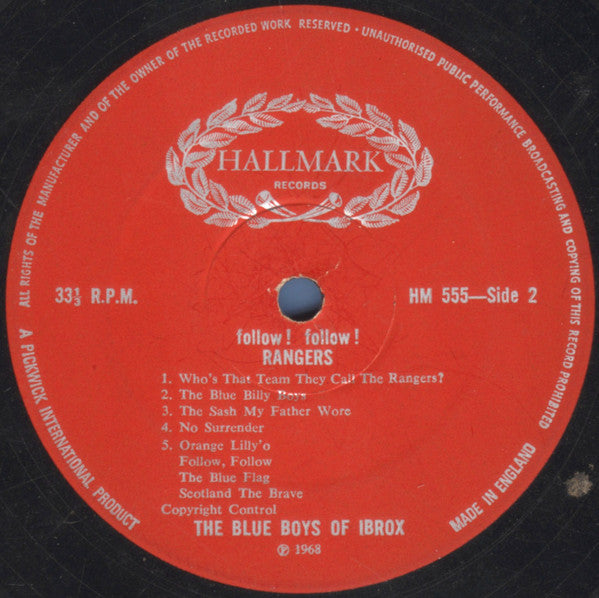 ALL RIGHTS OF THE MANUFACTURER AND OF THE OWNER OF THE RECORDED WORK RESERVED · UNAUTHORISED PUBLIC PERFORMANCE BROADCASTING AND COPYING OF THIS RECORD PROHIBITED
HALLMARK
RECORDS
33⅓ R.P.M.
HM 555—Side 2
follow! follow!
RANGERS
1. Who's That Team They Call The Rangers?
2. The Blue Billy Boys
3. The Sash My Father Wore
4. No Surrender
5. Orange Lilly'o
Follow, Follow
The Blue Flag
Scotland The Brave
Copyright Control
THE BLUE BOYS OF IBROX
℗ 1968
A PICKWICK INTERNATIONAL PRODUCT
MADE IN ENGLAND